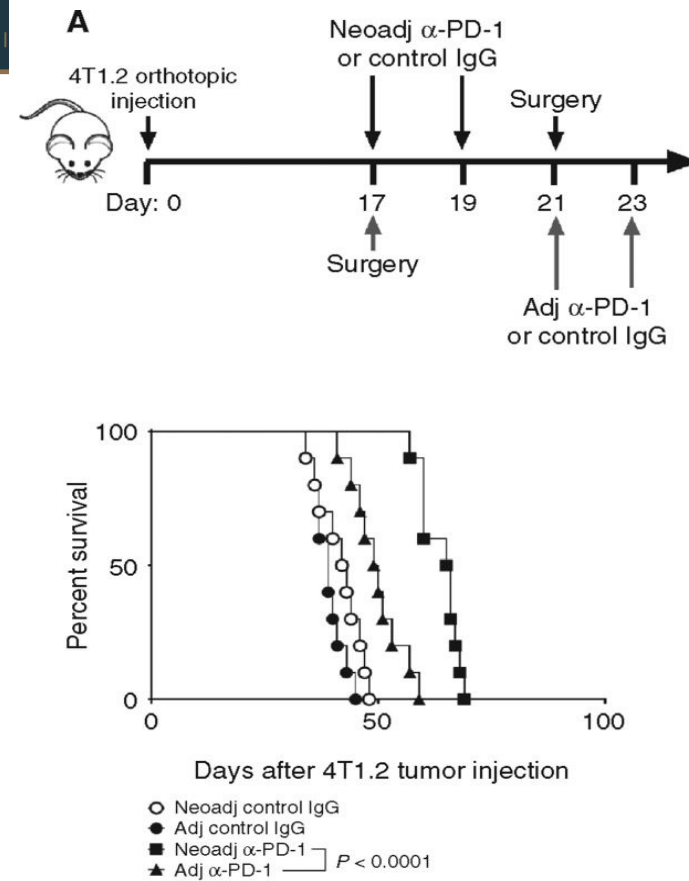 A
Neoadj α-PD-1
or control IgG
4T1.2 orthotopic
injection
Surgery
Day: 0 17 19 21 23
Surgery
Adj α-PD-1
or control IgG
100
50
0
Percent survival
0 50 100
Days after 4T1.2 tumor injection
Neoadj control IgG
Adj control IgG
Neoadj α-PD-1
Adj α-PD-1
P < 0.0001